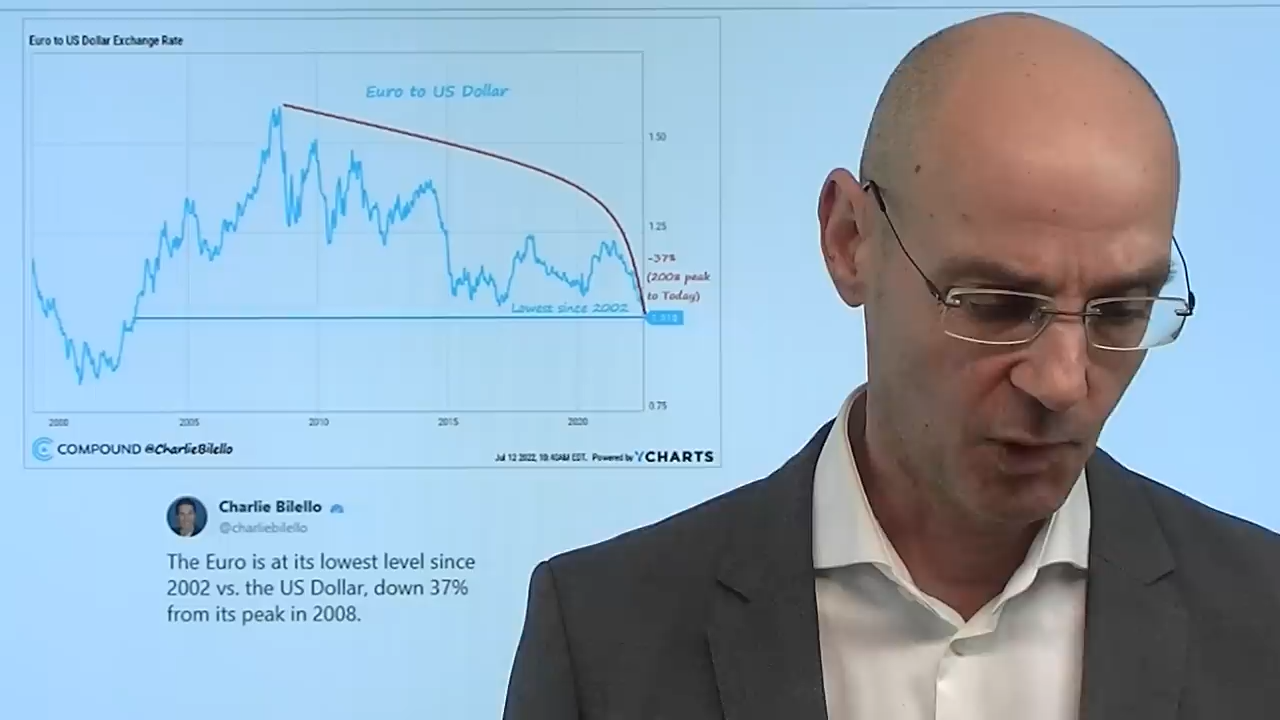 Euro to US Dollar Exchange Rate
Euro to US Dollar
1.50
1.25
-37%
(2008 peak
to Today)
Lowest since 2002
0.75
2000
2005
2010
2015
2020
COMPOUND @CharlieBilello
Jul 12 2022, 10:40AM EDT. Powered by YCHARTS
Charlie Bilello
@charliebilello
The Euro is at its lowest level since
2002 vs. the US Dollar, down 37%
from its peak in 2008.